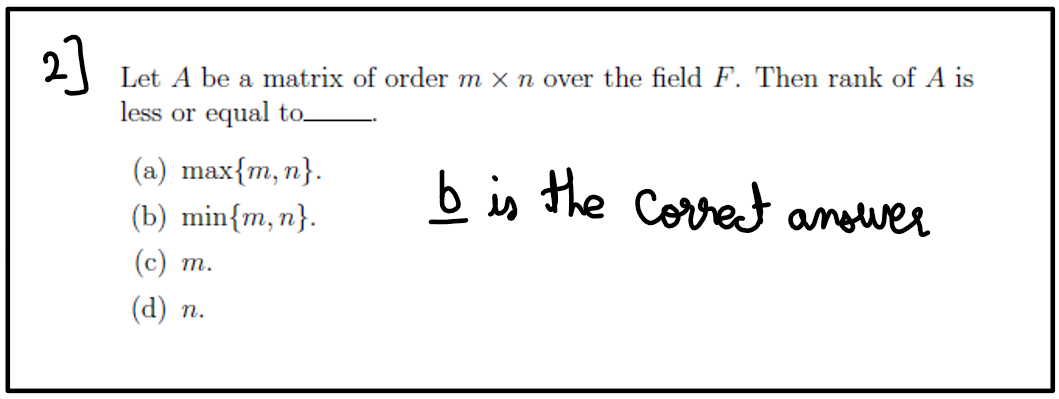 2]
Let A be a matrix of order m × n over the field F. Then rank of A is
less or equal to_____.
(a) max{m, n}.
(b) min{m, n}.
b is the correct answer
(c) m.
(d) n.